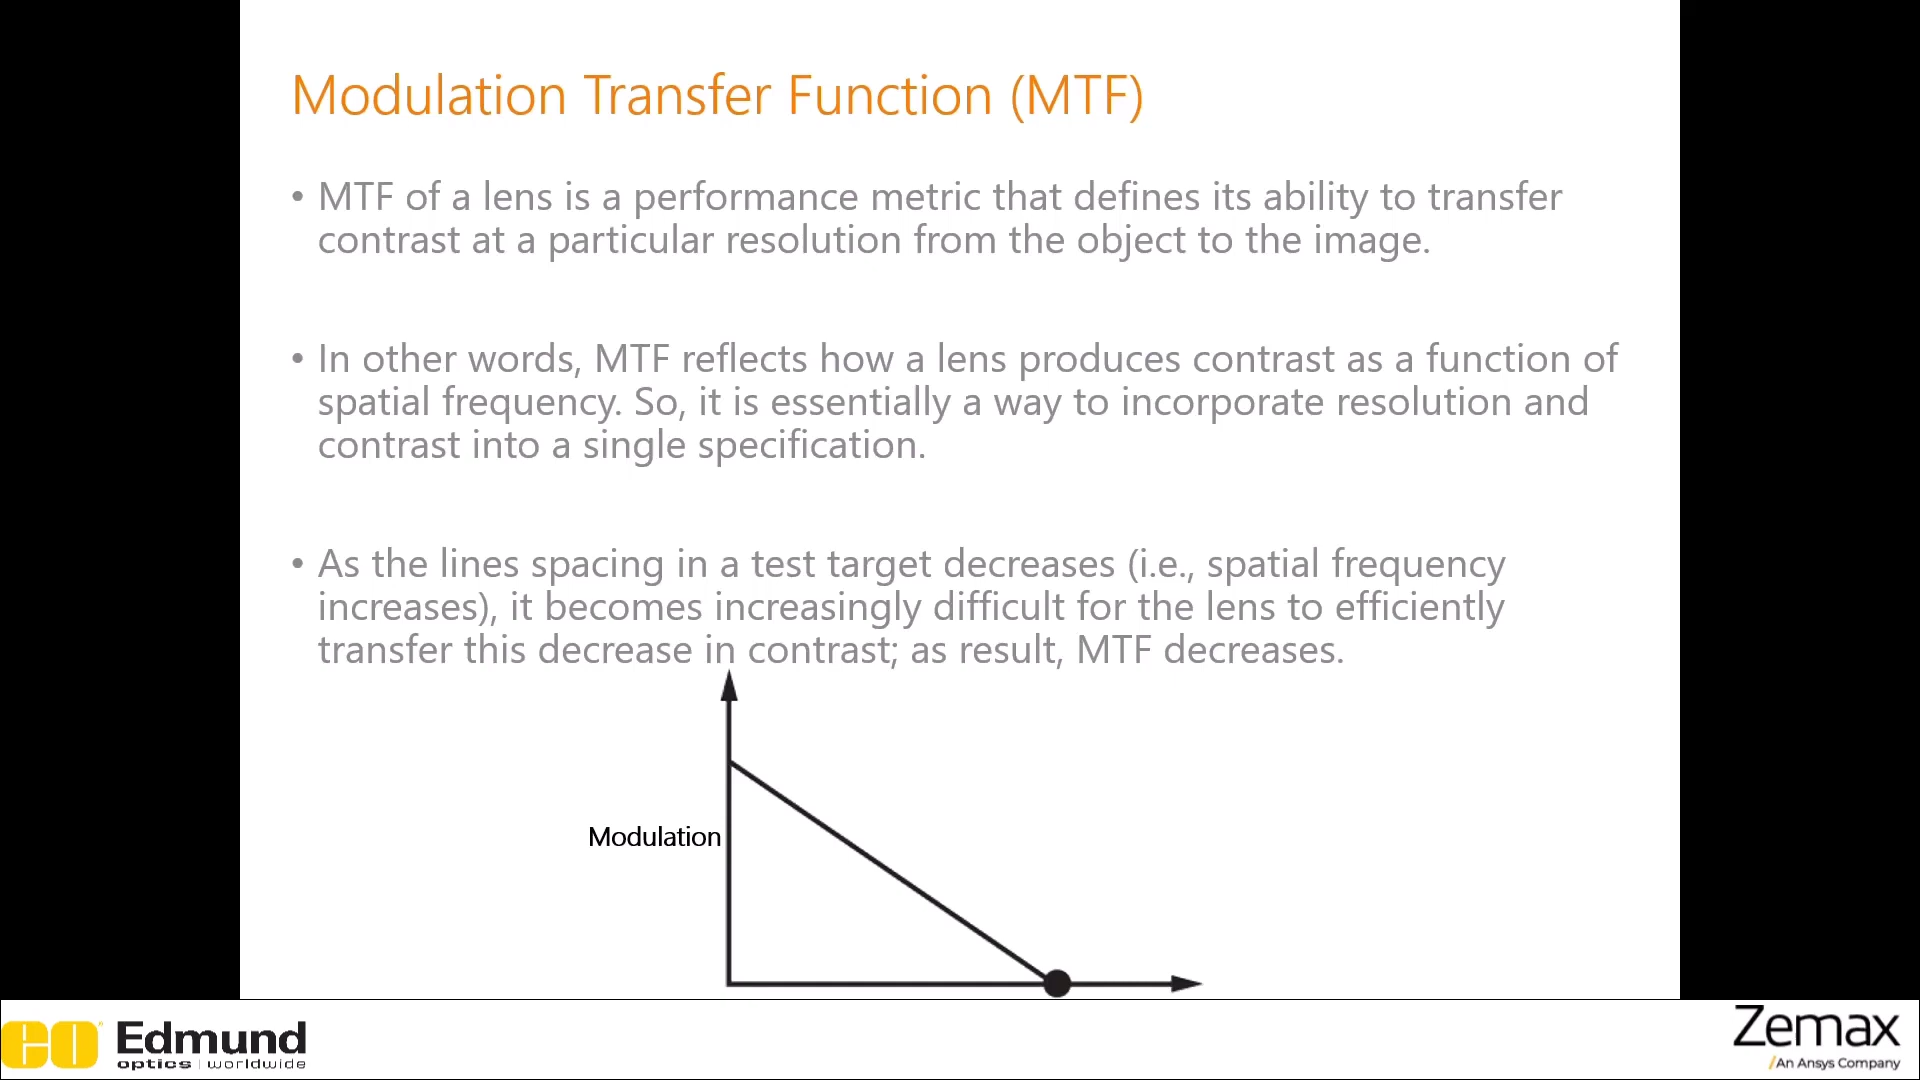 Modulation Transfer Function (MTF)
• MTF of a lens is a performance metric that defines its ability to transfer
contrast at a particular resolution from the object to the image.
• In other words, MTF reflects how a lens produces contrast as a function of
spatial frequency. So, it is essentially a way to incorporate resolution and
contrast into a single specification.
• As the lines spacing in a test target decreases (i.e., spatial frequency
increases), it becomes increasingly difficult for the lens to efficiently
transfer this decrease in contrast; as result, MTF decreases.
Modulation
EO Edmund
optics | worldwide
Zemax
/An Ansys Company